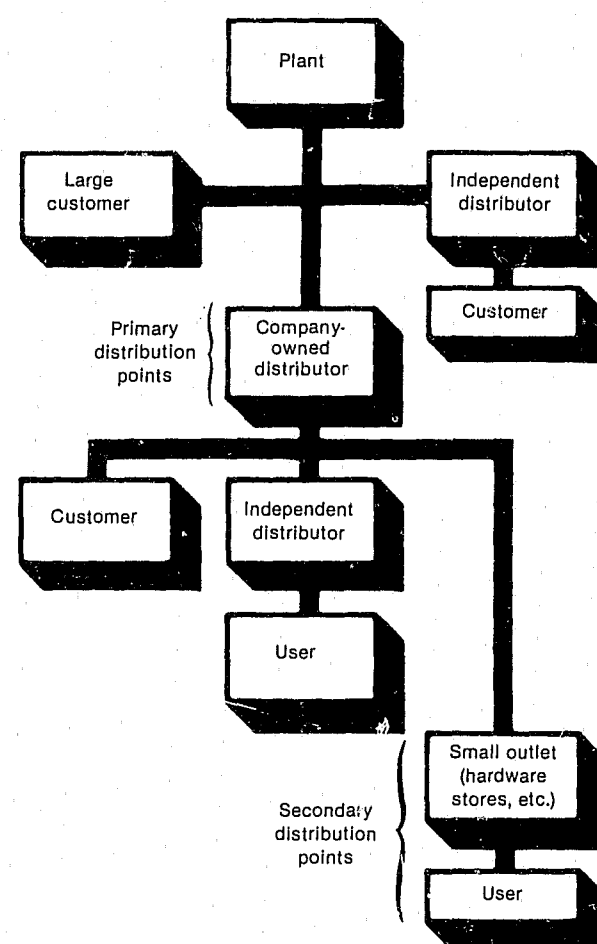 Plant
Large
customer
Independent
distributor
Customer
Primary
distribution
points
Company-
owned
distributor
Customer
Independent
distributor
User
Small outlet
(hardware
stores, etc.)
Secondary
distribution
points
User